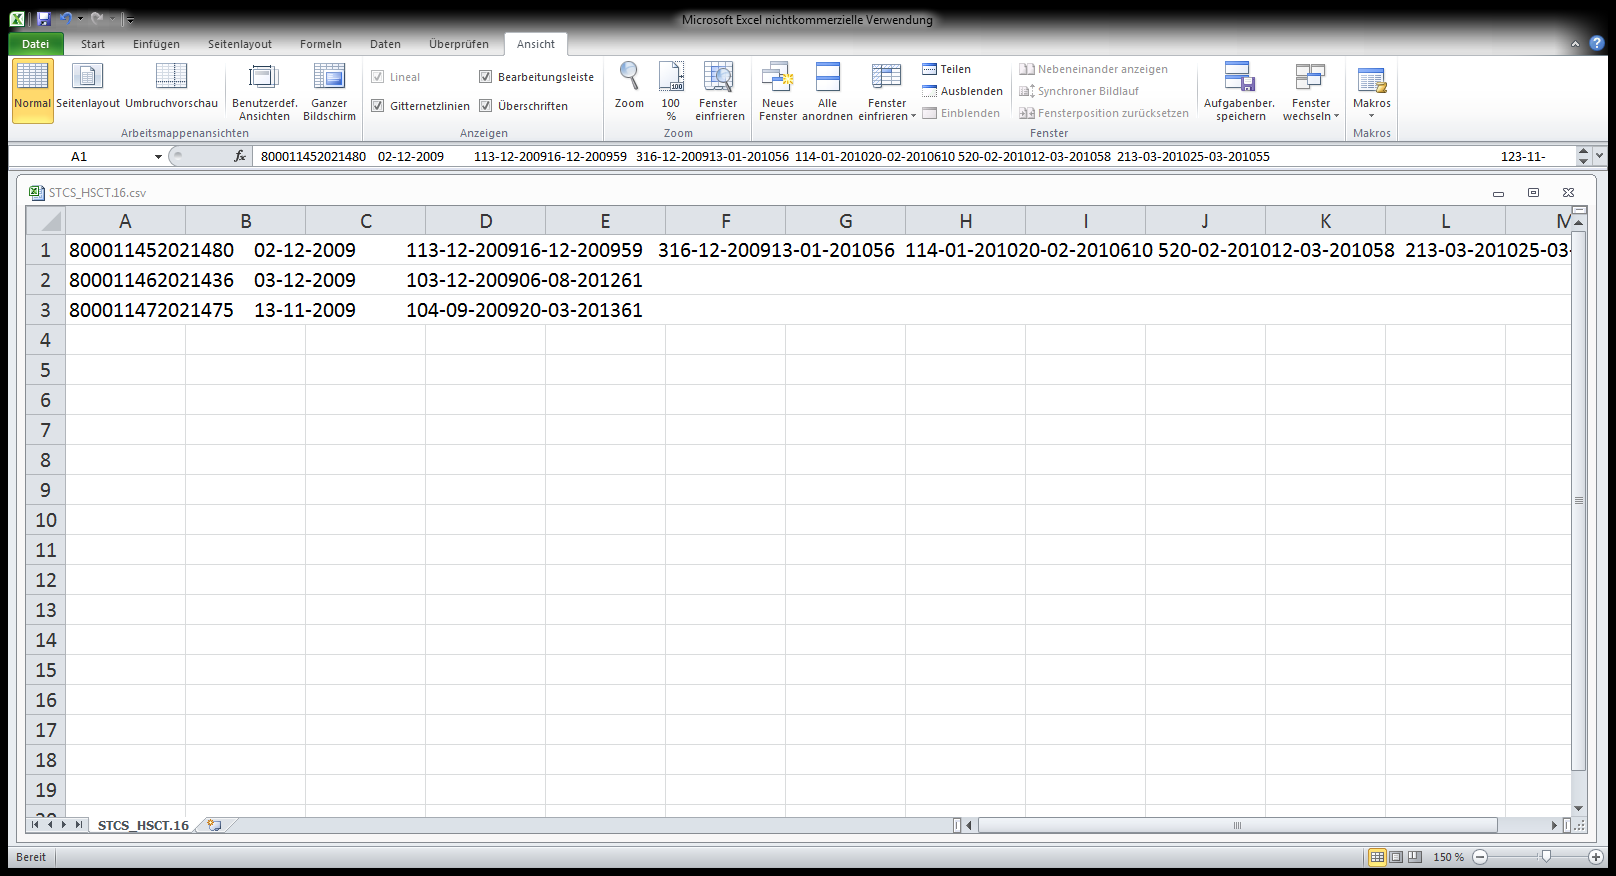 Microsoft Excel nichtkommerzielle Verwendung
Datei Start Einfügen Seitenlayout Formeln Daten Überprüfen Ansicht
Normal Seitenlayout Umbruchvorschau Benutzerdef. Ansichten Ganzer Bildschirm
Arbeitsmappenansichten
Lineal Bearbeitungsleiste
Gitternetzlinien Überschriften
Anzeigen
Zoom 100 % Fenster einfrieren
Zoom
Neues Fenster Alle anordnen Fenster einfrieren
Teilen
Ausblenden
Einblenden
Nebeneinander anzeigen
Synchroner Bildlauf
Fensterposition zurücksetzen
Aufgabenber. speichern Fenster wechseln
Fenster
Makros
Makros
A1 fx 800011452021480 02-12-2009 113-12-200916-12-200959 316-12-200913-01-201056 114-01-201020-02-2010610 520-02-201012-03-201058 213-03-201025-03-201055 123-11-
STCS_HSCT.16.csv
A B C D E F G H I J K L M
1 800011452021480 02-12-2009 113-12-200916-12-200959 316-12-200913-01-201056 114-01-201020-02-2010610 520-02-201012-03-201058 213-03-201025-03-
2 800011462021436 03-12-2009 103-12-200906-08-201261
3 800011472021475 13-11-2009 104-09-200920-03-201361
4
5
6
7
8
9
10
11
12
13
14
15
16
17
18
19
20
STCS_HSCT.16
Bereit 150 %